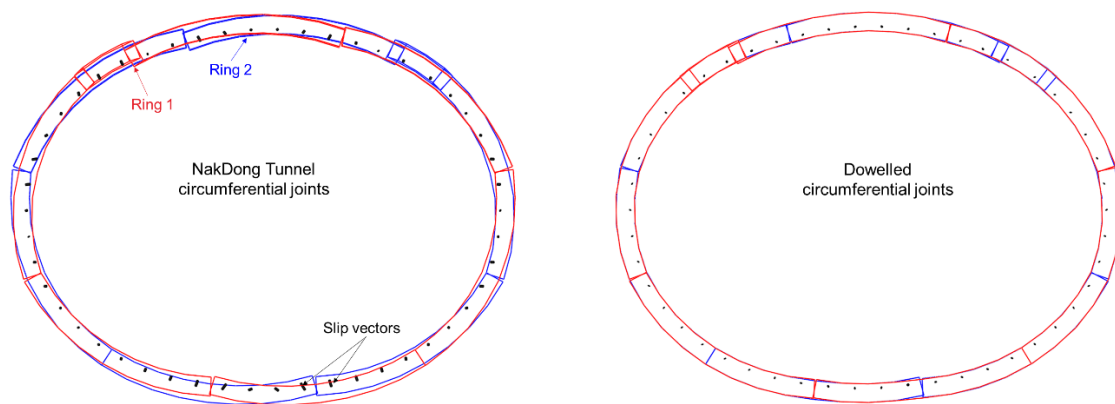 Ring 2
Ring 1
NakDong Tunnel
circumferential joints
Slip vectors
Dowelled
circumferential joints